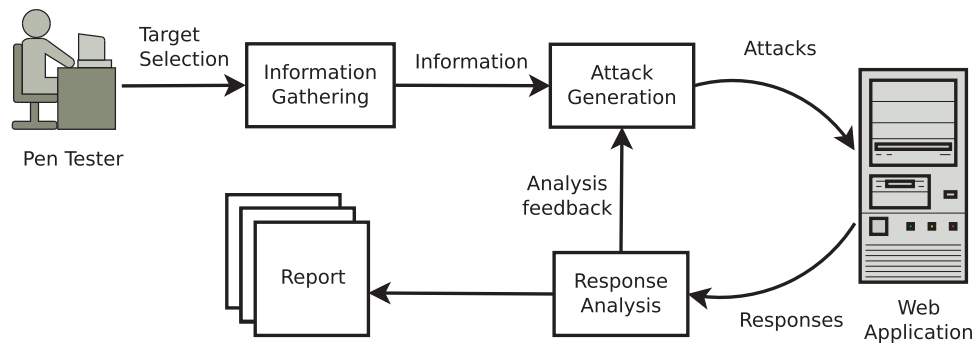 Target
Selection
Information
Gathering
Information
Attack
Generation
Attacks
Pen Tester
Analysis
feedback
Report
Response
Analysis
Responses
Web
Application